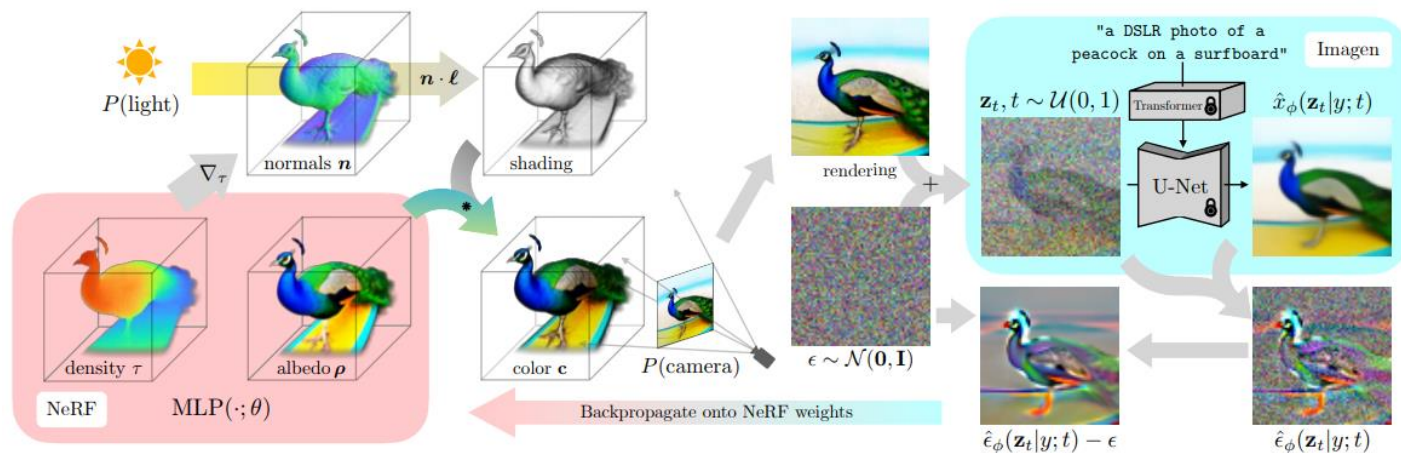 P(light)
n · ℓ
∇τ
normals n
shading
*
density τ
albedo ρ
NeRF
MLP(·; θ)
color c
P(camera)
rendering
+
ϵ ∼ N(0, I)
"a DSLR photo of a
peacock on a surfboard"
Imagen
z_t, t ∼ U(0, 1)
Transformer
x̂_ϕ(z_t|y; t)
U-Net
Backpropagate onto NeRF weights
ϵ̂_ϕ(z_t|y; t) − ϵ
ϵ̂_ϕ(z_t|y; t)